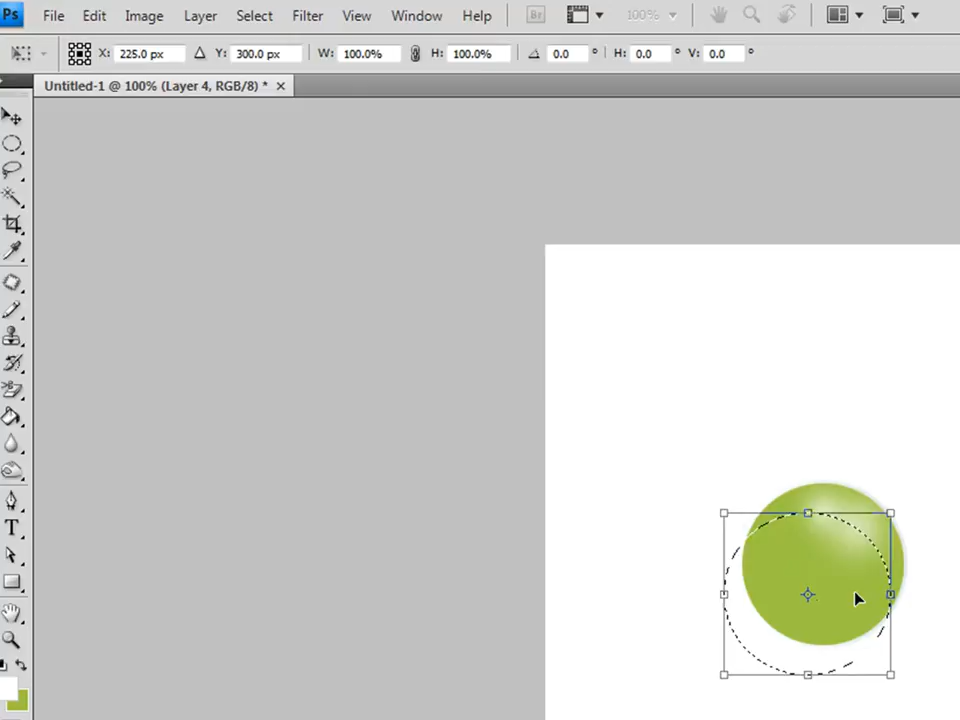 Ps File Edit Image Layer Select Filter View Window Help Br 100%
X: 225.0 px Y: 300.0 px W: 100.0% H: 100.0% 0.0 ° H: 0.0 ° V: 0.0 °
Untitled-1 @ 100% (Layer 4, RGB/8) * ×
T